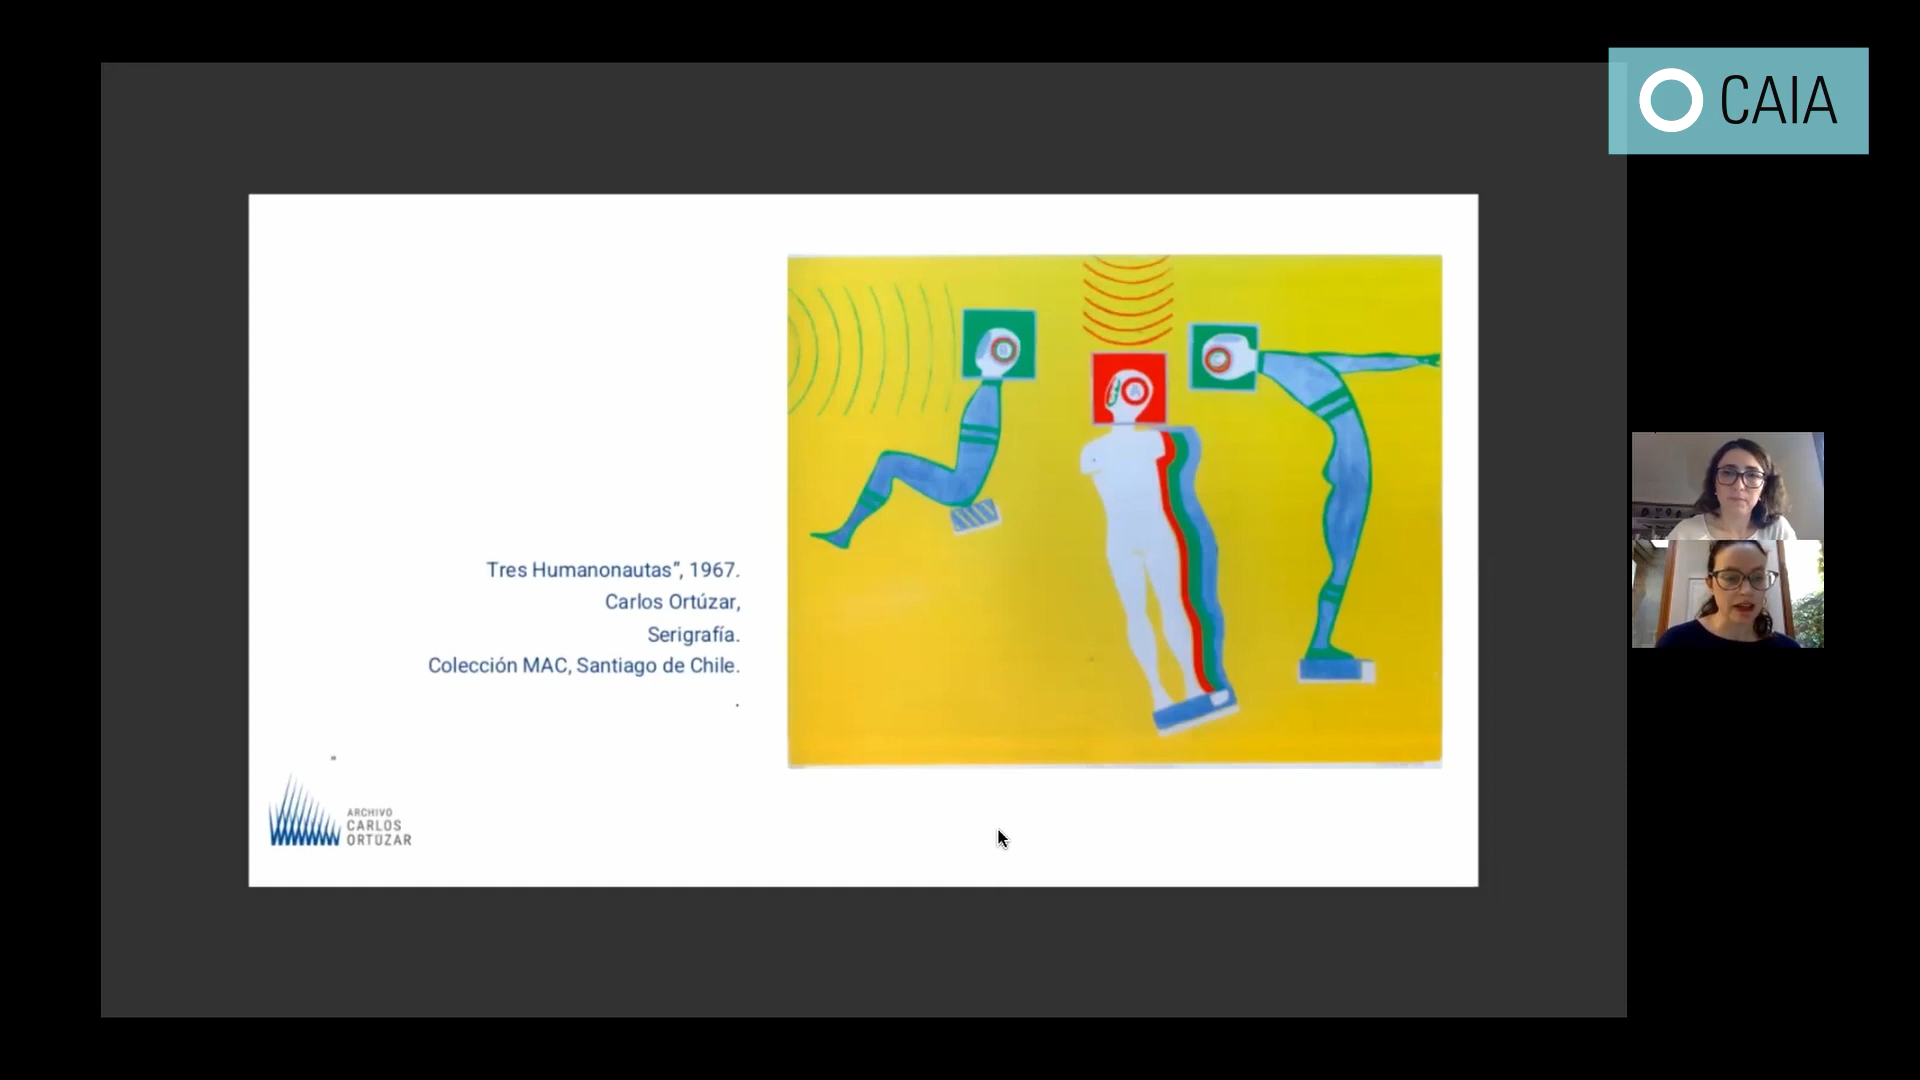 CAIA
Tres Humanonautas”, 1967.
Carlos Ortúzar,
Serigrafía.
Colección MAC, Santiago de Chile.
.
ARCHIVO
CARLOS
ORTÚZAR